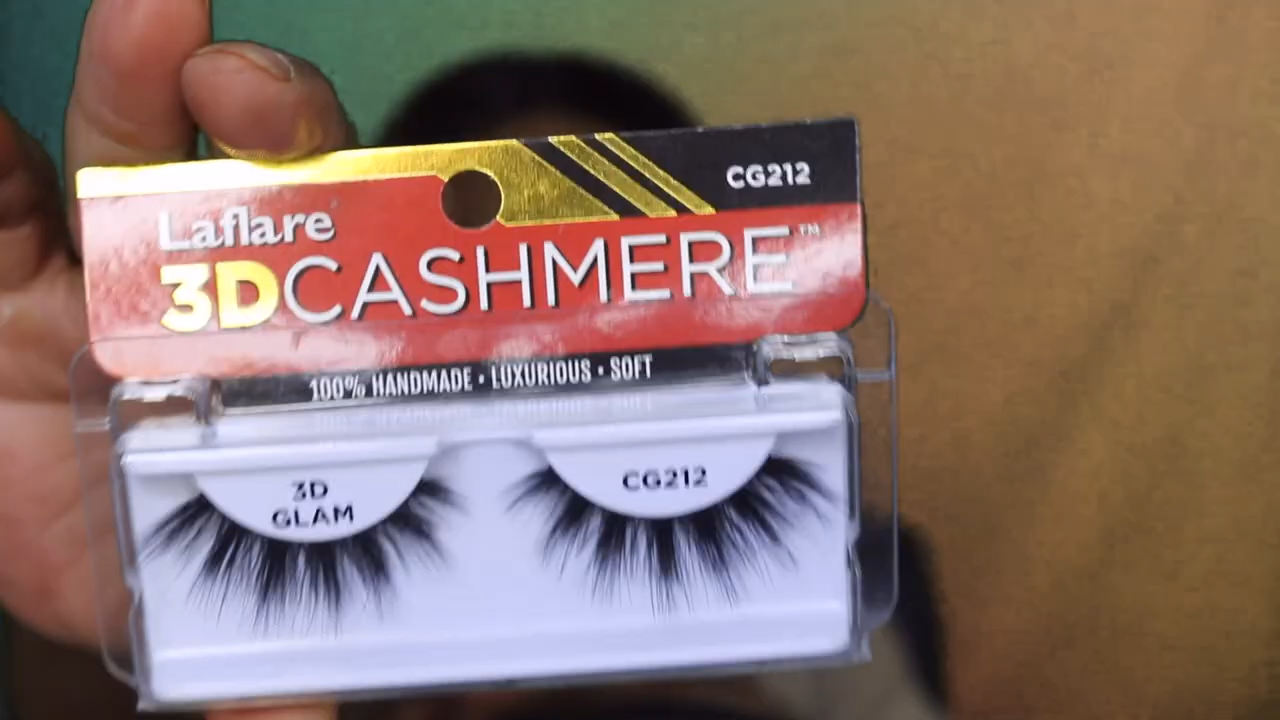 CG212
Laflare
3DCASHMERE™
100% HANDMADE • LUXURIOUS • SOFT
3D
GLAM
CG212